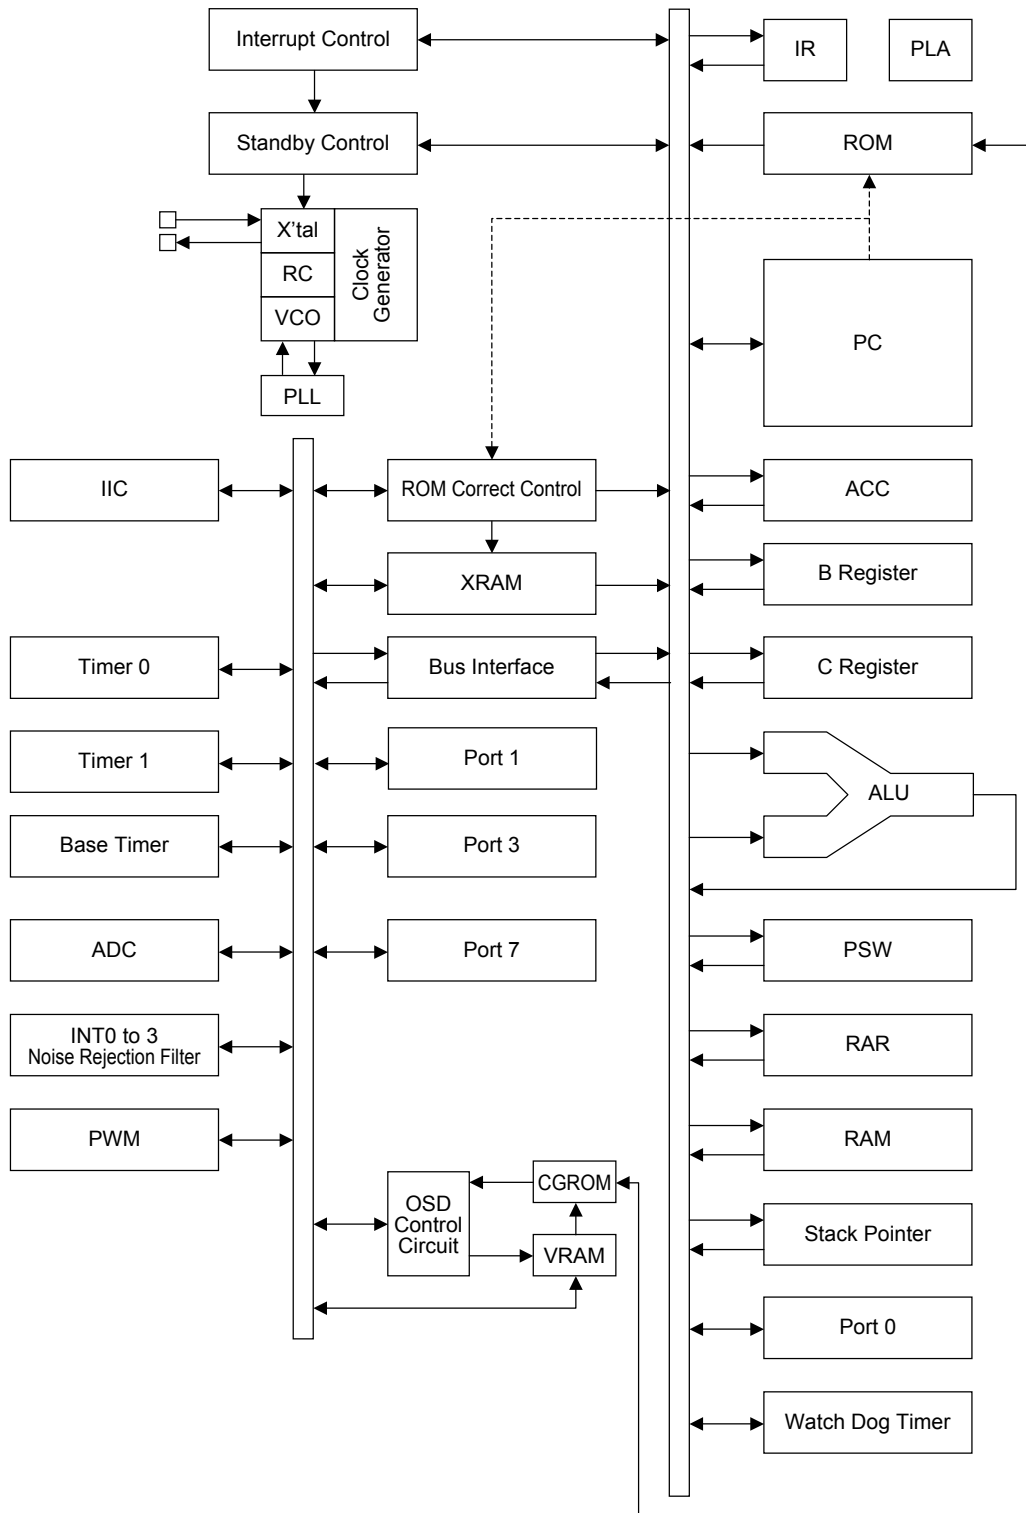 Interrupt Control
IR
PLA
Standby Control
ROM
X'tal
RC
VCO
Clock
Generator
PC
PLL
IIC
ROM Correct Control
ACC
XRAM
B Register
Timer 0
Bus Interface
C Register
Timer 1
Port 1
ALU
Base Timer
Port 3
ADC
Port 7
PSW
INT0 to 3
Noise Rejection Filter
RAR
PWM
RAM
OSD
Control
Circuit
CGROM
VRAM
Stack Pointer
Port 0
Watch Dog Timer